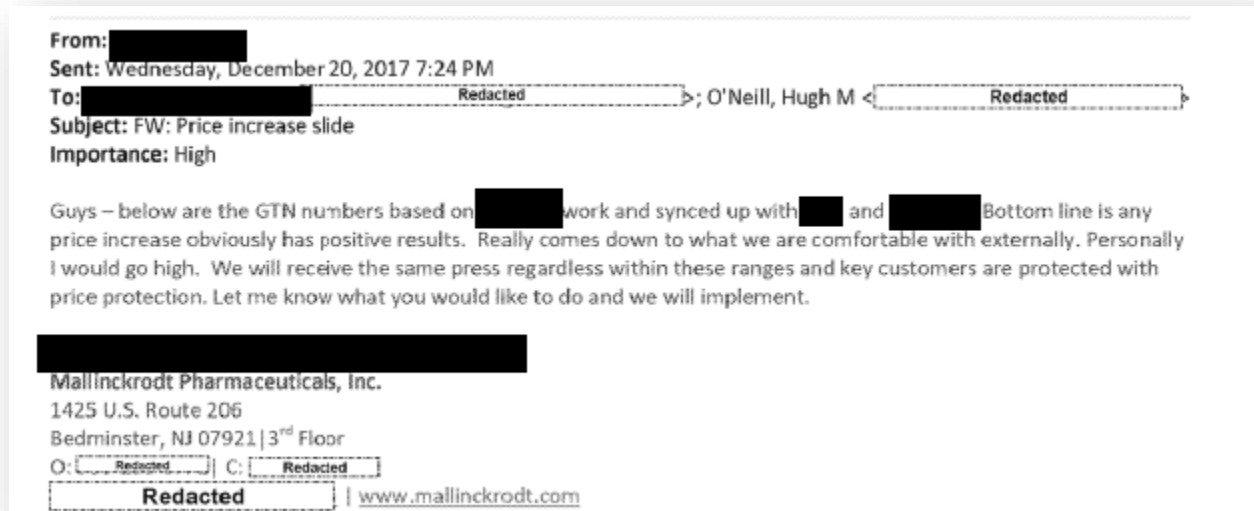 From:
Sent: Wednesday, December 20, 2017 7:24 PM
To: Redacted >; O'Neill, Hugh M < Redacted >
Subject: FW: Price increase slide
Importance: High
Guys – below are the GTN numbers based on work and synced up with and Bottom line is any
price increase obviously has positive results. Really comes down to what we are comfortable with externally. Personally
I would go high. We will receive the same press regardless within these ranges and key customers are protected with
price protection. Let me know what you would like to do and we will implement.
Mallinckrodt Pharmaceuticals, Inc.
1425 U.S. Route 206
Bedminster, NJ 07921|3rd Floor
O: Redacted | C: Redacted
Redacted | www.mallinckrodt.com